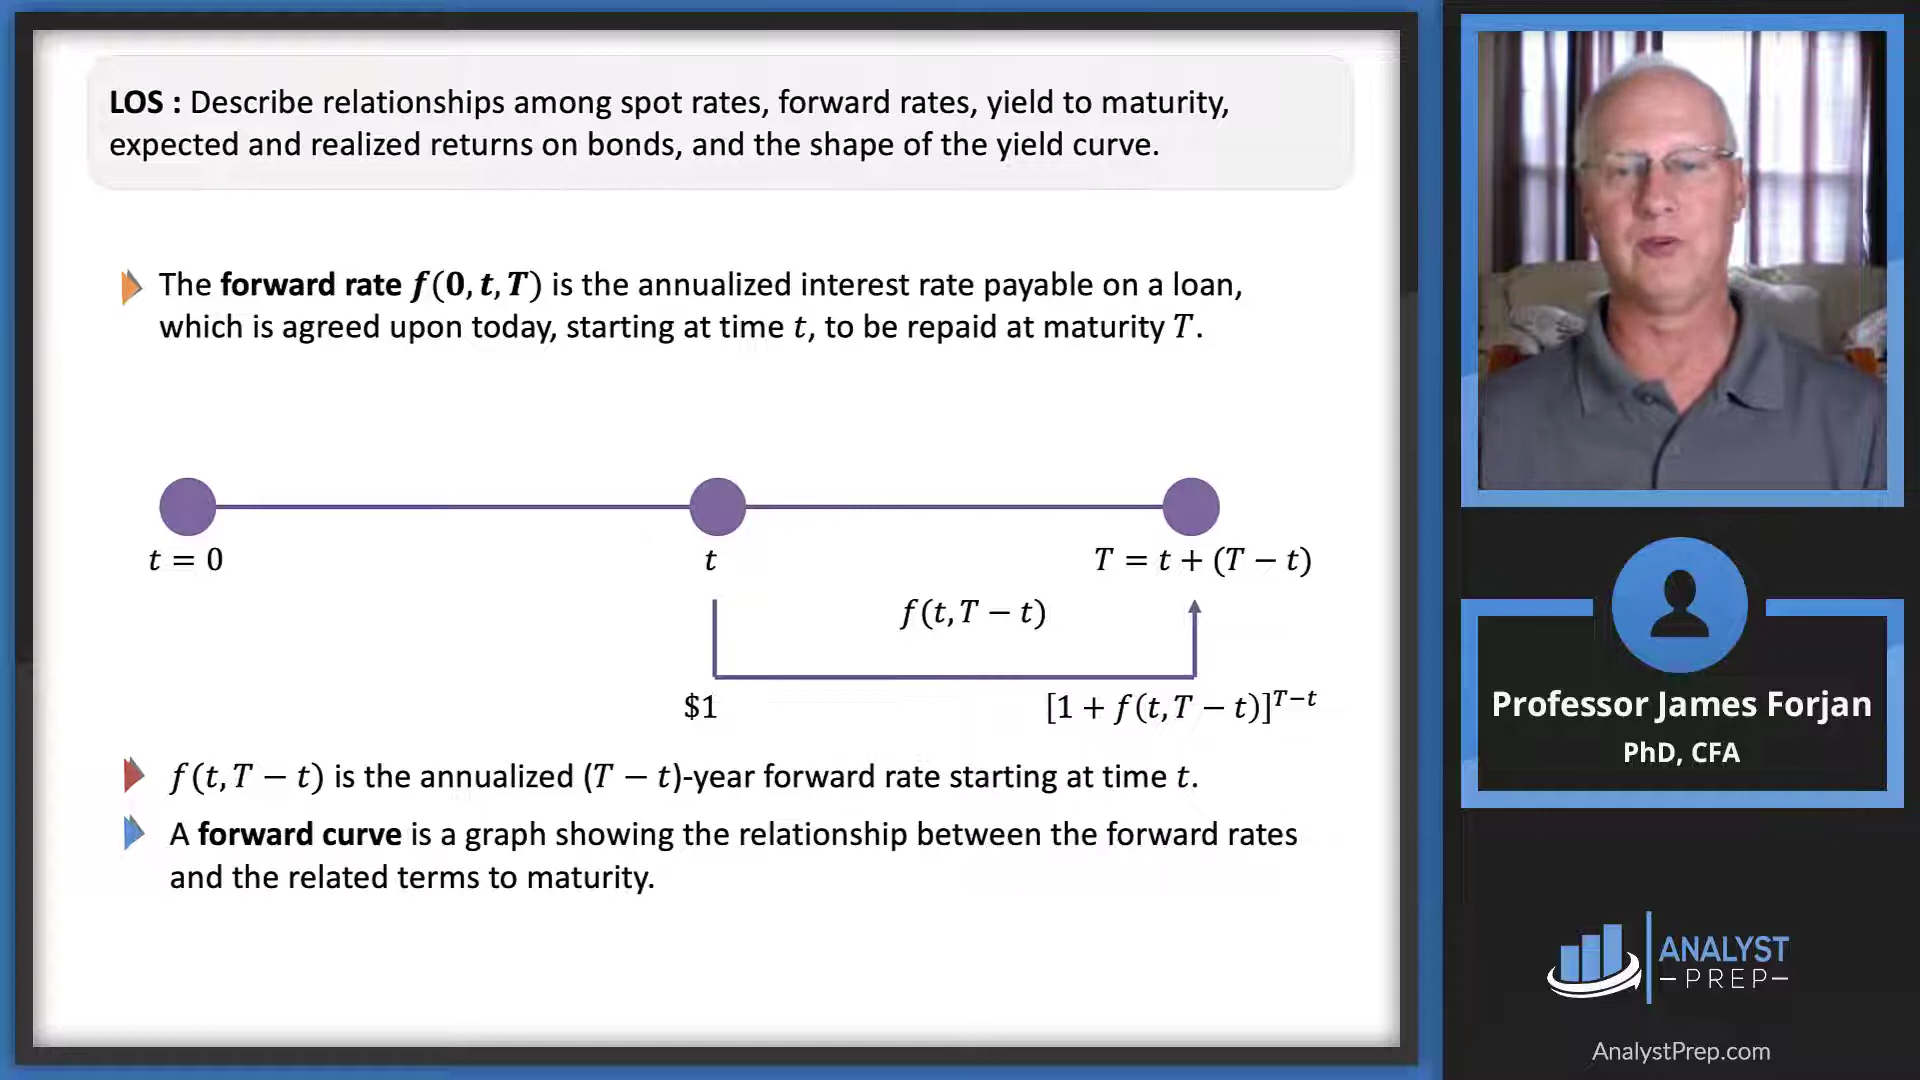 LOS : Describe relationships among spot rates, forward rates, yield to maturity,
expected and realized returns on bonds, and the shape of the yield curve.
The forward rate f(0, t, T) is the annualized interest rate payable on a loan,
which is agreed upon today, starting at time t, to be repaid at maturity T.
t = 0
t
T = t + (T − t)
f(t, T − t)
$1
[1 + f(t, T − t)]^{T−t}
f(t, T − t) is the annualized (T − t)-year forward rate starting at time t.
A forward curve is a graph showing the relationship between the forward rates
and the related terms to maturity.
Professor James Forjan
PhD, CFA
ANALYST
PREP
AnalystPrep.com